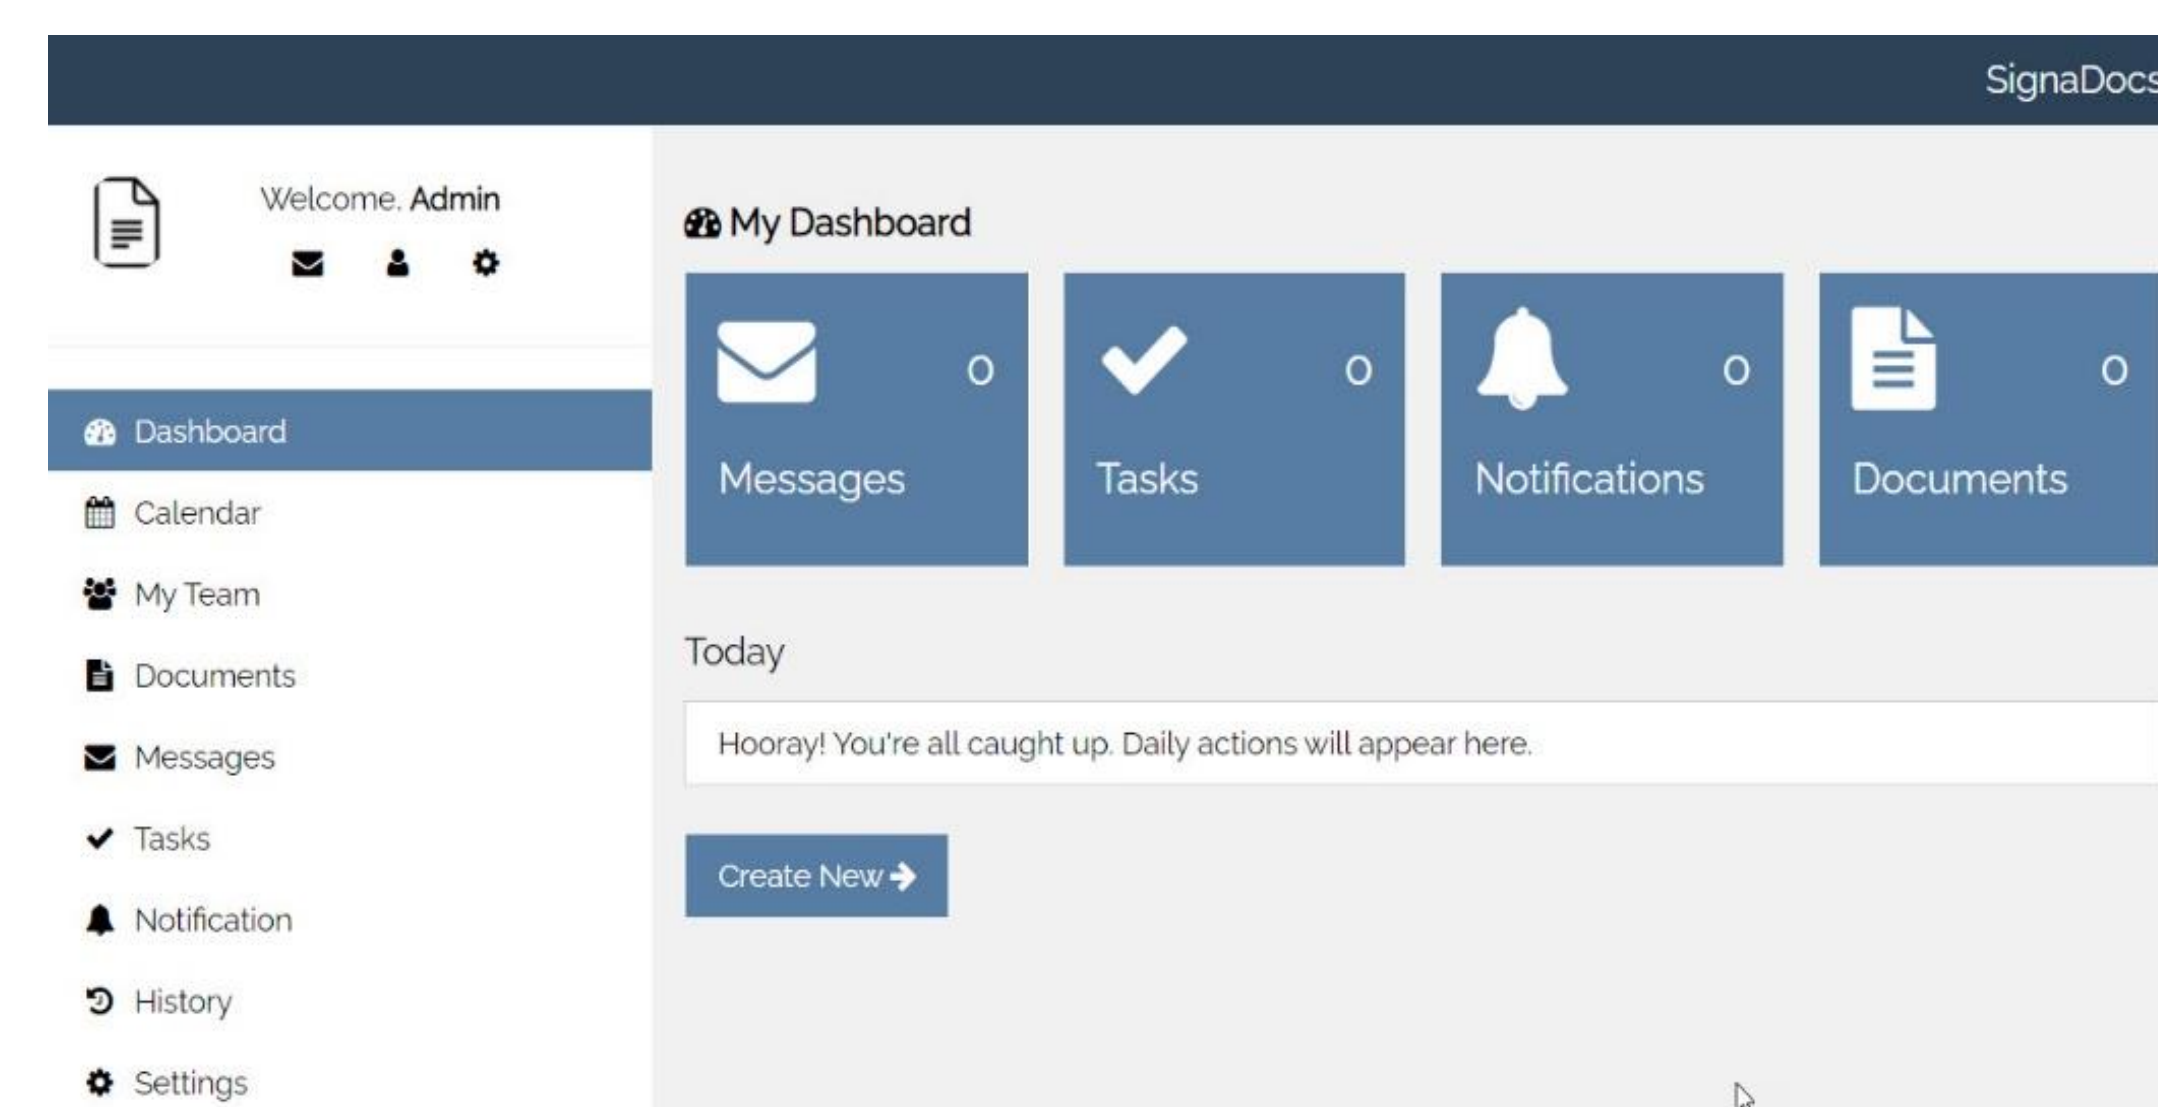 SignaDocs
Welcome. Admin
Dashboard
Calendar
My Team
Documents
Messages
Tasks
Notification
History
Settings
My Dashboard
0
Messages
0
Tasks
0
Notifications
0
Documents
Today
Hooray! You're all caught up. Daily actions will appear here.
Create New